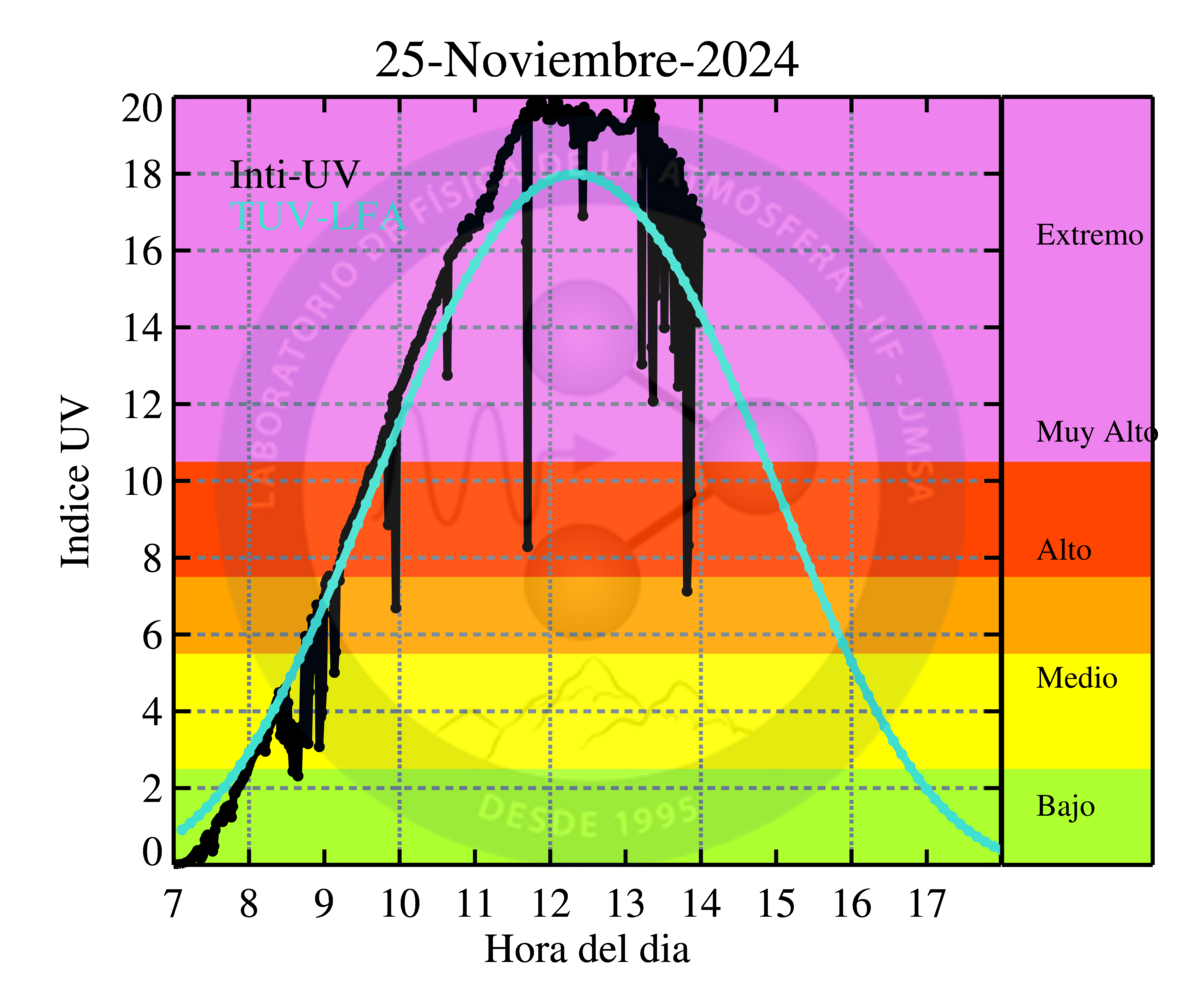 25-Noviembre-2024
20
18
16
14
12
10
8
6
4
2
0
Indice UV
Inti-UV
TUV-LFA
LABORATORIO DE FÍSICA DE LA ATMÓSFERA - IIF - UMSA
DESDE 1995
Extremo
Muy Alto
Alto
Medio
Bajo
7 8 9 10 11 12 13 14 15 16 17
Hora del dia